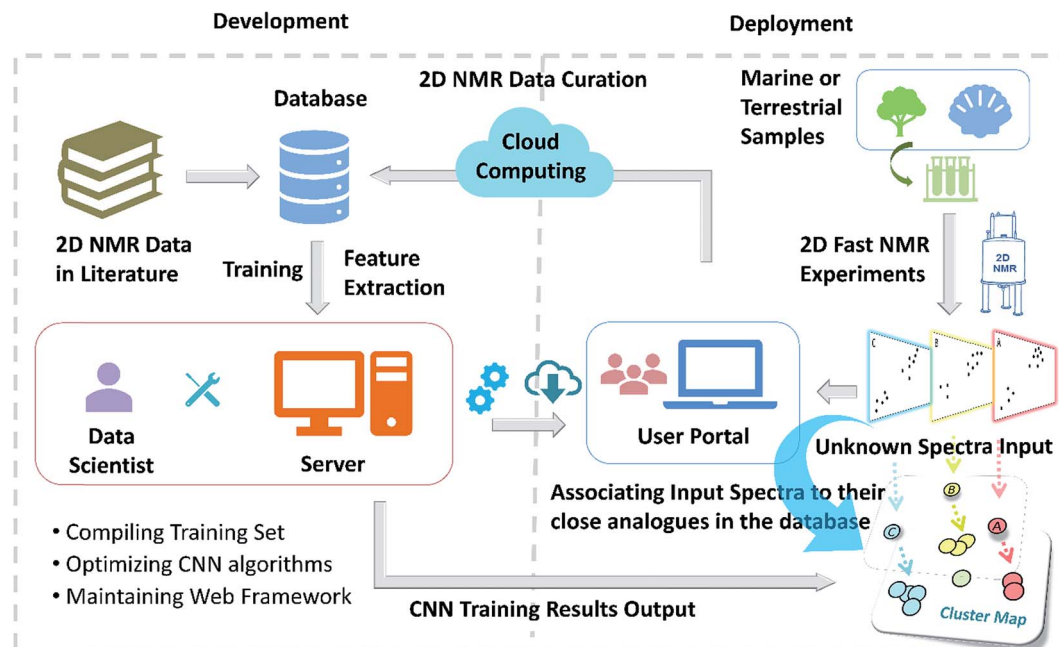 Development
Deployment
2D NMR Data Curation
Database
Cloud
Computing
Marine or
Terrestrial
Samples
2D NMR Data
in Literature
Training
Feature
Extraction
2D Fast NMR
Experiments
2D
NMR
C
B
A
Data
Scientist
Server
User Portal
Unknown Spectra Input
Associating Input Spectra to their
close analogues in the database
B
C
A
• Compiling Training Set
• Optimizing CNN algorithms
• Maintaining Web Framework
CNN Training Results Output
Cluster Map